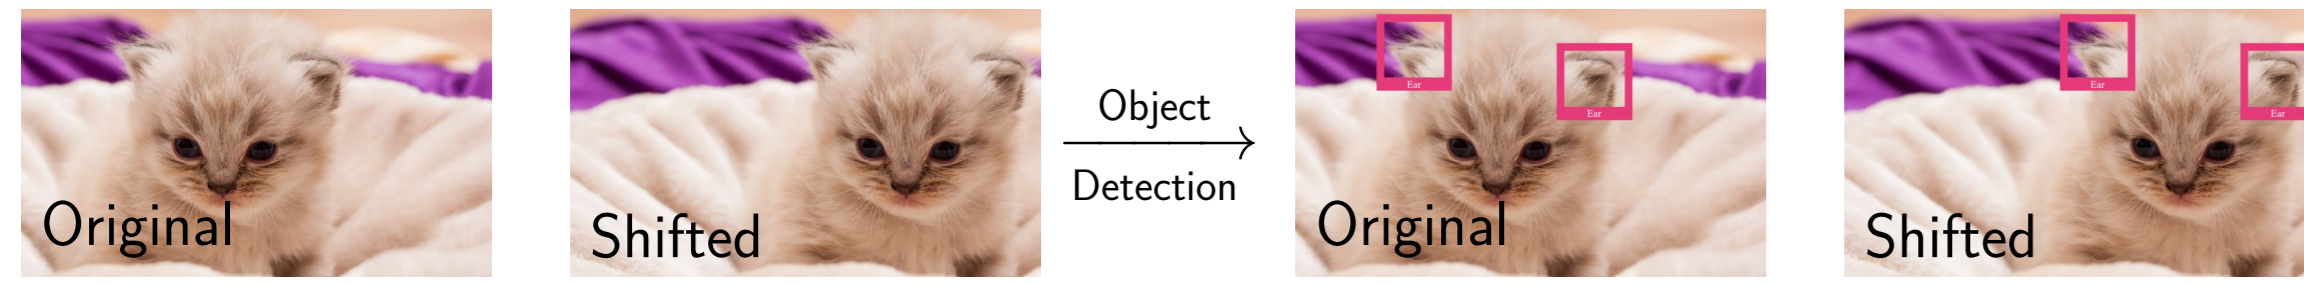 Original
Shifted
Object
Detection
Ear
Ear
Original
Ear
Ear
Shifted